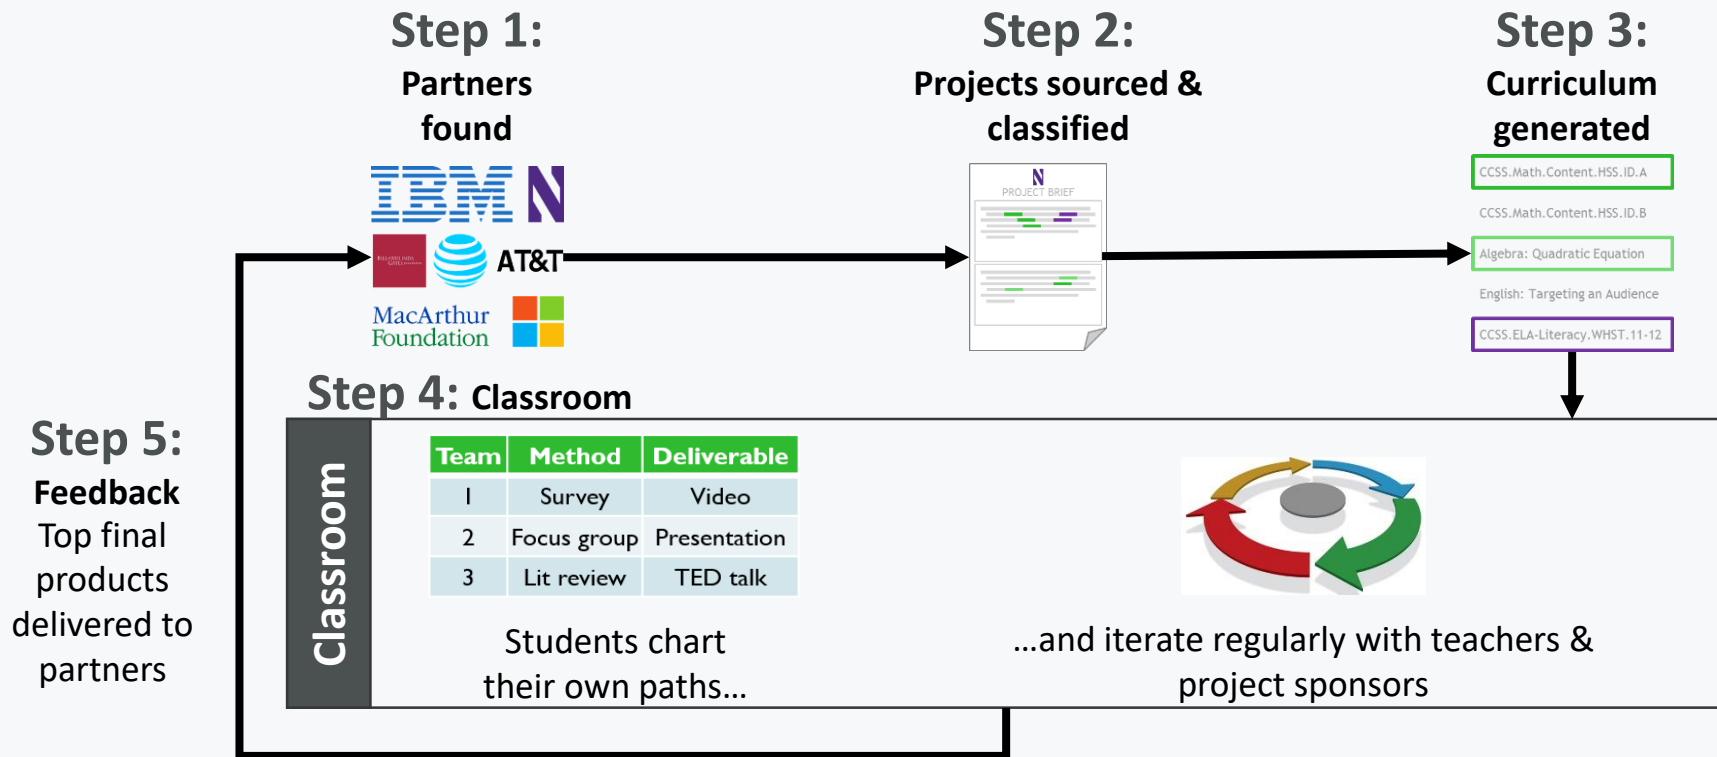 Step 1:
Partners
found
IBM N
BILL & MELINDA
GATES
AT&T
MacArthur
Foundation
Step 2:
Projects sourced &
classified
N
PROJECT BRIEF
Step 3:
Curriculum
generated
CCSS.Math.Content.HSS.ID.A
CCSS.Math.Content.HSS.ID.B
Algebra: Quadratic Equation
English: Targeting an Audience
CCSS.ELA-Literacy.WHST.11-12
Step 4: Classroom
Classroom
Team Method Deliverable
1 Survey Video
2 Focus group Presentation
3 Lit review TED talk
Students chart
their own paths...
...and iterate regularly with teachers &
project sponsors
Step 5:
Feedback
Top final
products
delivered to
partners